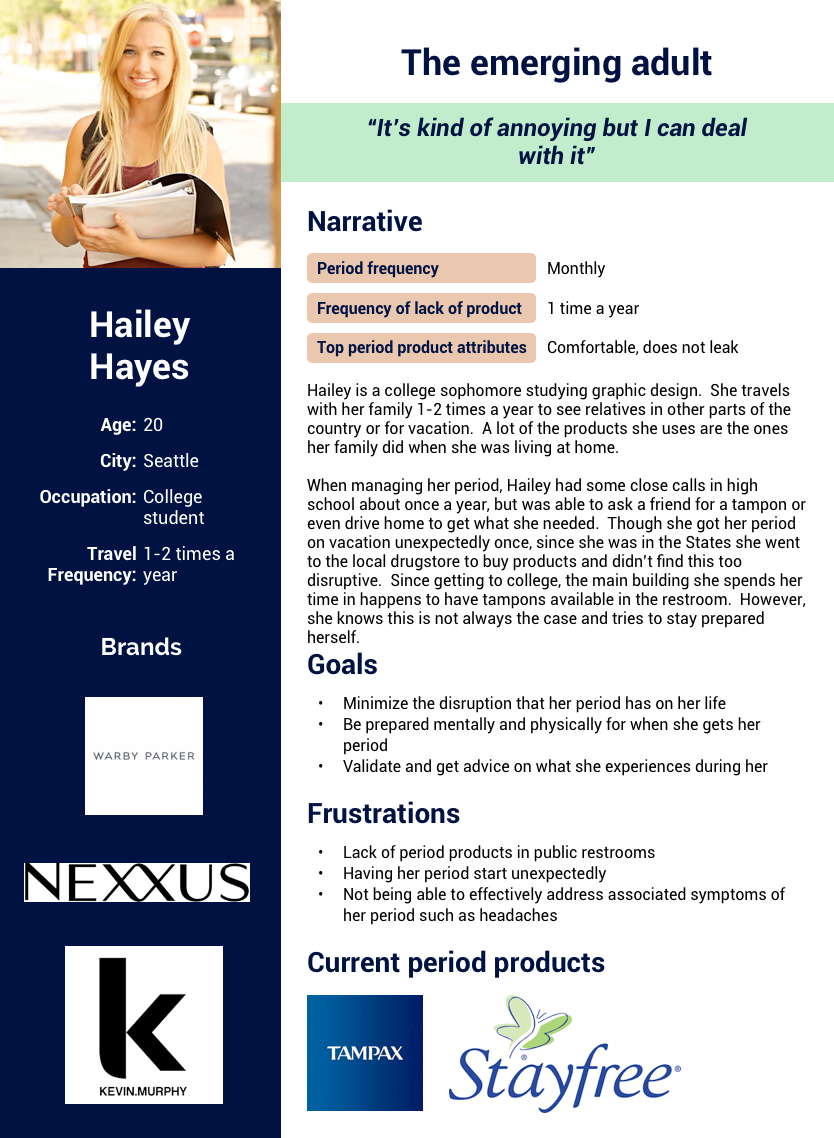 The emerging adult
“It’s kind of annoying but I can deal
with it”
Hailey
Hayes
Age: 20
City: Seattle
Occupation: College
student
Travel 1-2 times a
Frequency: year
Brands
WARBY PARKER
NEXXUS
k
KEVIN.MURPHY
Narrative
Period frequency Monthly
Frequency of lack of product 1 time a year
Top period product attributes Comfortable, does not leak
Hailey is a college sophomore studying graphic design.  She travels
with her family 1-2 times a year to see relatives in other parts of the
country or for vacation.  A lot of the products she uses are the ones
her family did when she was living at home.
When managing her period, Hailey had some close calls in high
school about once a year, but was able to ask a friend for a tampon or
even drive home to get what she needed.  Though she got her period
on vacation unexpectedly once, since she was in the States she went
to the local drugstore to buy products and didn’t find this too
disruptive.  Since getting to college, the main building she spends her
time in happens to have tampons available in the restroom.  However,
she knows this is not always the case and tries to stay prepared
herself.
Goals
• Minimize the disruption that her period has on her life
• Be prepared mentally and physically for when she gets her
period
• Validate and get advice on what she experiences during her
Frustrations
• Lack of period products in public restrooms
• Having her period start unexpectedly
• Not being able to effectively address associated symptoms of
her period such as headaches
Current period products
TAMPAX
Stayfree®